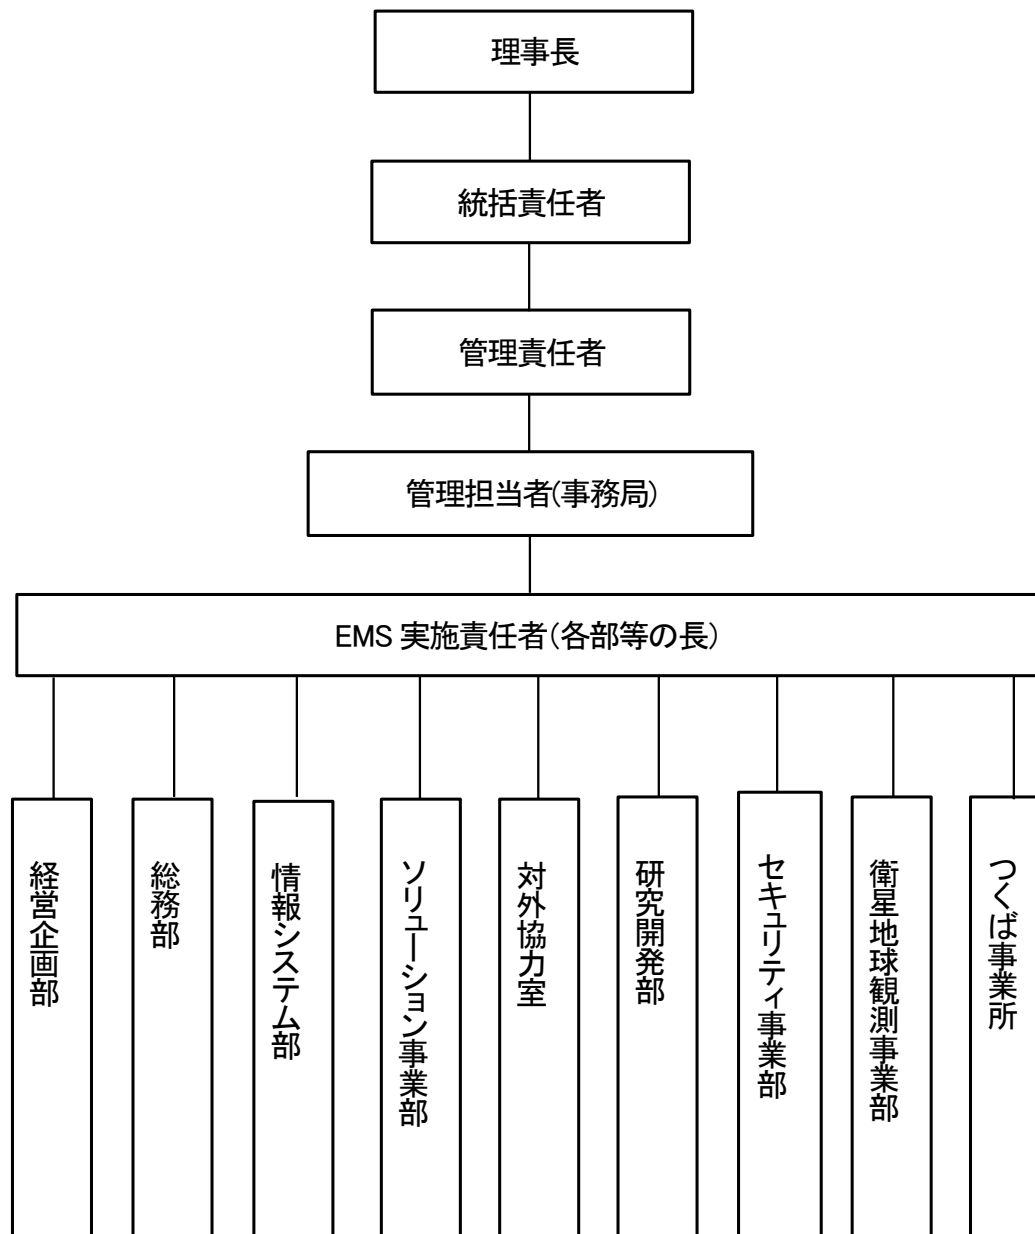 理事長
統括責任者
管理責任者
管理担当者(事務局)
EMS 実施責任者(各部等の長)
経営企画部
総務部
情報システム部
ソリューション事業部
対外協力室
研究開発部
セキュリティ事業部
衛星地球観測事業部
つくば事業所